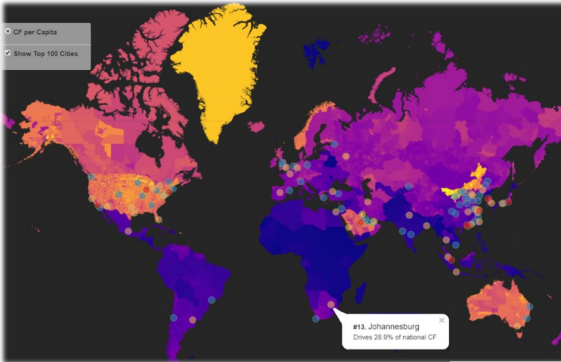 CF per Capita
Show Top 100 Cities
#13. Johannesburg
Drives 28.9% of national CF